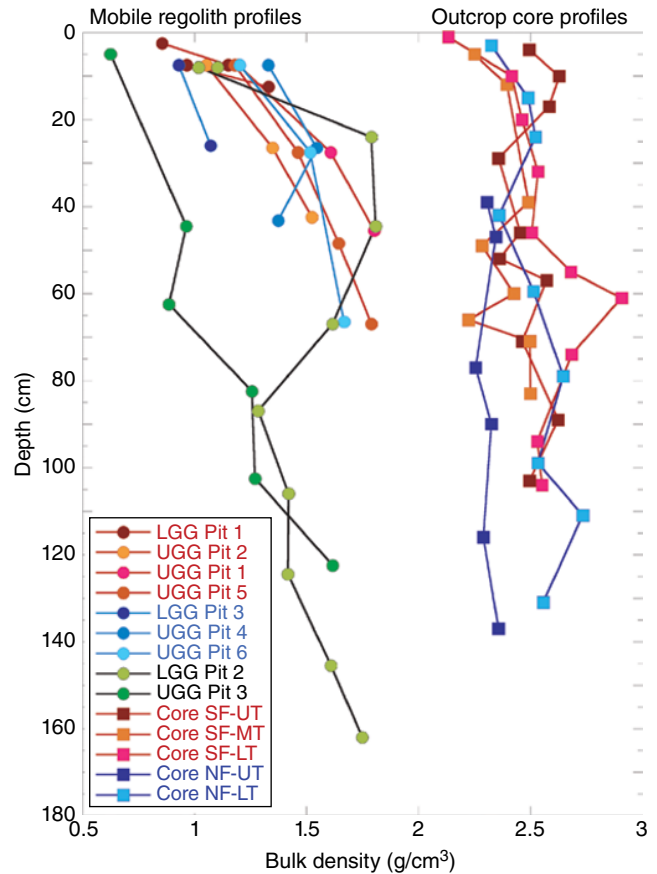 Mobile regolith profiles
Outcrop core profiles
0
20
40
60
80
100
120
140
160
180
Depth (cm)
LGG Pit 1
UGG Pit 2
UGG Pit 1
UGG Pit 5
LGG Pit 3
UGG Pit 4
UGG Pit 6
LGG Pit 2
UGG Pit 3
Core SF-UT
Core SF-MT
Core SF-LT
Core NF-UT
Core NF-LT
0.5 1 1.5 2 2.5 3
Bulk density (g/cm³)